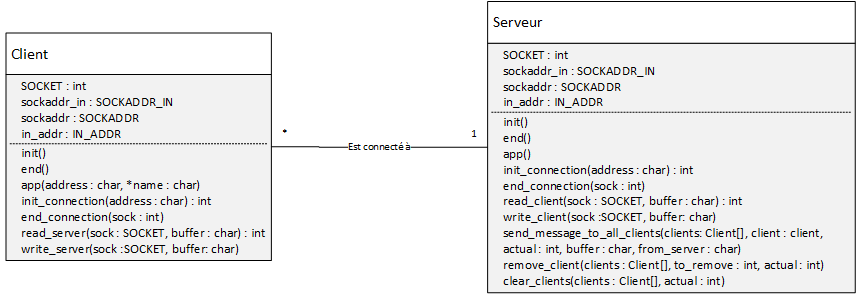 Client
SOCKET : int
sockaddr_in : SOCKADDR_IN
sockaddr : SOCKADDR
in_addr : IN_ADDR
init()
end()
app(address : char, *name : char)
init_connection(address : char) : int
end_connection(sock : int)
read_server(sock : SOCKET, buffer : char) : int
write_server(sock :SOCKET, buffer: char)
* Est connecté à 1
Serveur
SOCKET : int
sockaddr_in : SOCKADDR_IN
sockaddr : SOCKADDR
in_addr : IN_ADDR
init()
end()
app()
init_connection(address : char) : int
end_connection(sock : int)
read_client(sock : SOCKET, buffer : char) : int
write_client(sock :SOCKET, buffer: char)
send_message_to_all_clients(clients: Client[], client : client,
actual : int, buffer : char, from_server : char)
remove_client(clients : Client[], to_remove : int, actual : int)
clear_clients(clients : Client[], actual : int)